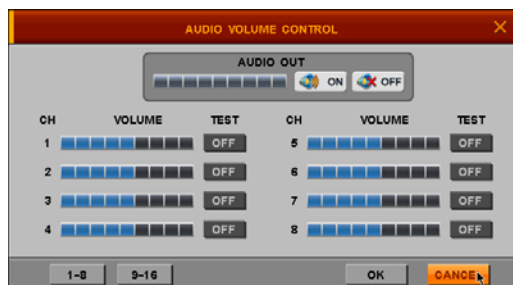 AUDIO VOLUME CONTROL
AUDIO OUT
ON OFF
CH VOLUME TEST CH VOLUME TEST
1 OFF 5 OFF
2 OFF 6 OFF
3 OFF 7 OFF
4 OFF 8 OFF
1-8 9-16 OK CANCEL